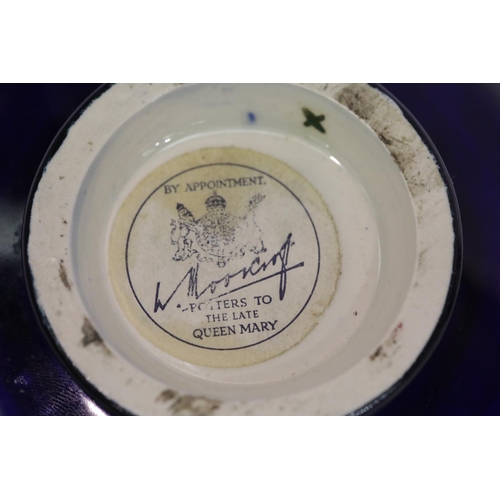 BY APPOINTMENT.
W. Moorcroft
POTTERS TO
THE LATE
QUEEN MARY